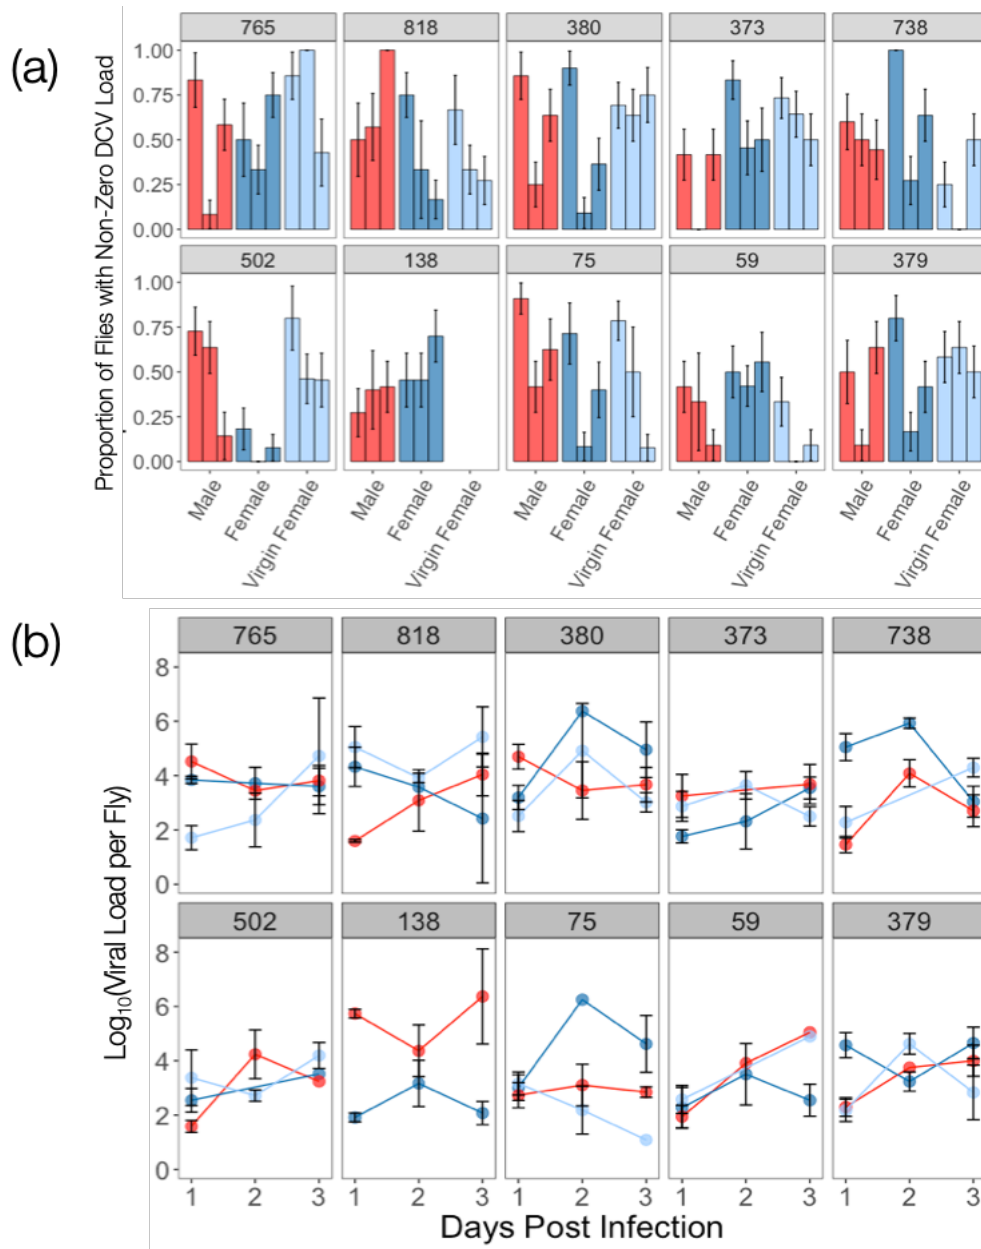 (a)
Proportion of Flies with Non-Zero DCV Load
765 818 380 373 738
1.00
0.75
0.50
0.25
0.00
502 138 75 59 379
1.00
0.75
0.50
0.25
0.00
Male Female Virgin Female Male Female Virgin Female Male Female Virgin Female Male Female Virgin Female Male Female Virgin Female
(b)
Log₁₀(Viral Load per Fly)
765 818 380 373 738
8
6
4
2
0
502 138 75 59 379
8
6
4
2
0
1 2 3 1 2 3 1 2 3 1 2 3 1 2 3
Days Post Infection